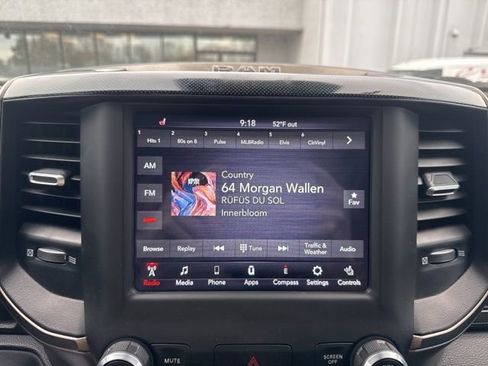 RAM
9:18 52°F out
1 2 3 4 5 6
Hits 1 80s on 8 Pulse MLBRadio Elvis ClsVinyl
AM
FM
Country
64 Morgan Wallen
RÜFÜS DU SOL
Innerbloom
Fav
Browse Replay Tune Traffic & Weather Audio
Radio Media Phone Apps Compass Settings Controls
MUTE SCREEN OFF